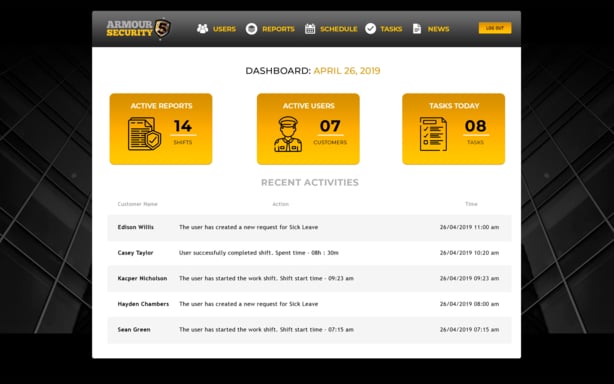 ARMOUR
SECURITY S
USERS REPORTS SCHEDULE TASKS NEWS LOG OUT
DASHBOARD: APRIL 26, 2019
ACTIVE REPORTS
14
SHIFTS
ACTIVE USERS
07
CUSTOMERS
TASKS TODAY
08
TASKS
RECENT ACTIVITIES
Customer Name Action Time
Edison Willis The user has created a new request for Sick Leave 26/04/2019 11:00 am
Casey Taylor User successfully completed shift. Spent time - 08h : 30m 26/04/2019 10:20 am
Kacper Nicholson The user has started the work shift. Shift start time - 09:23 am 26/04/2019 09:23 am
Hayden Chambers The user has created a new request for Sick Leave 26/04/2019 08:00 am
Sean Green The user has started the work shift. Shift start time - 07:15 am 26/04/2019 07:15 am